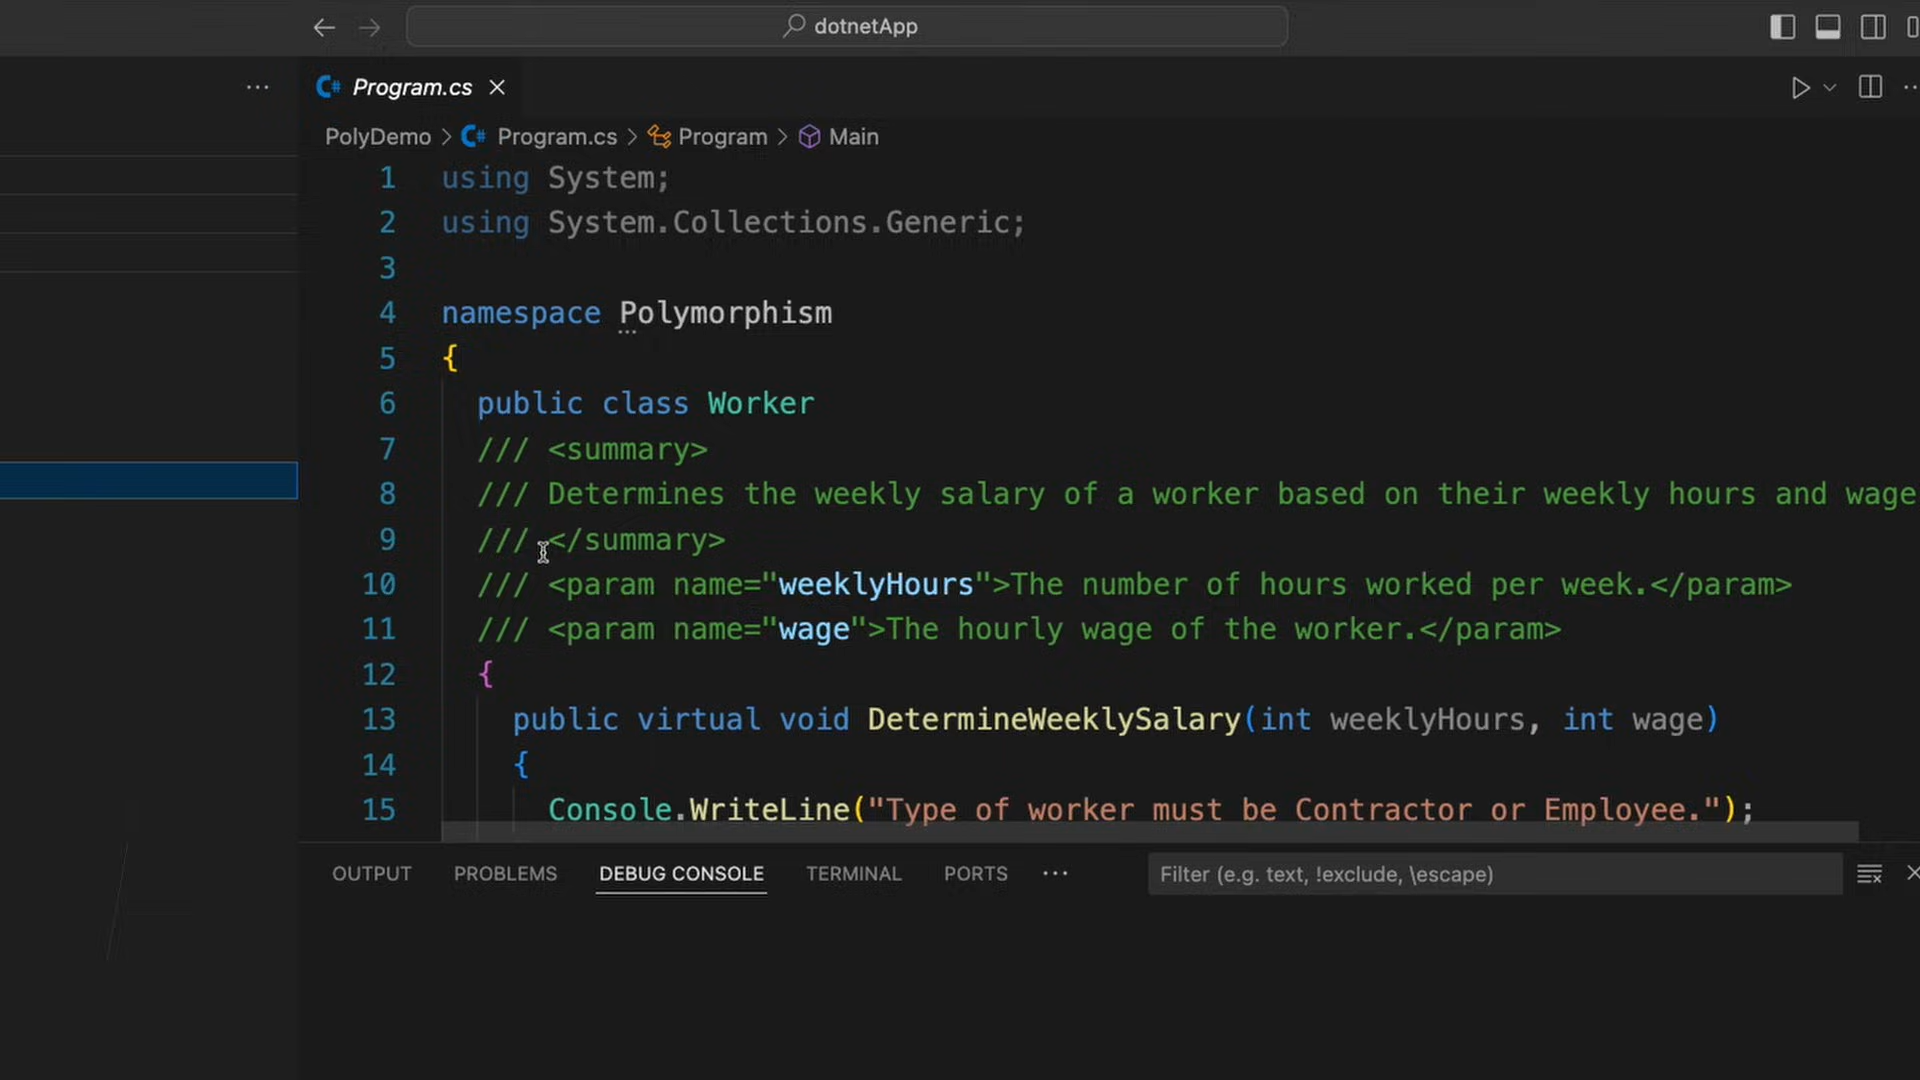 dotnetApp
Program.cs
PolyDemo > Program.cs > Program > Main
1 using System;
2 using System.Collections.Generic;
3
4 namespace Polymorphism
5 {
6 public class Worker
7 /// <summary>
8 /// Determines the weekly salary of a worker based on their weekly hours and wage
9 /// </summary>
10 /// <param name="weeklyHours">The number of hours worked per week.</param>
11 /// <param name="wage">The hourly wage of the worker.</param>
12 {
13 public virtual void DetermineWeeklySalary(int weeklyHours, int wage)
14 {
15 Console.WriteLine("Type of worker must be Contractor or Employee.");
OUTPUT PROBLEMS DEBUG CONSOLE TERMINAL PORTS ··· Filter (e.g. text, !exclude, \escape)